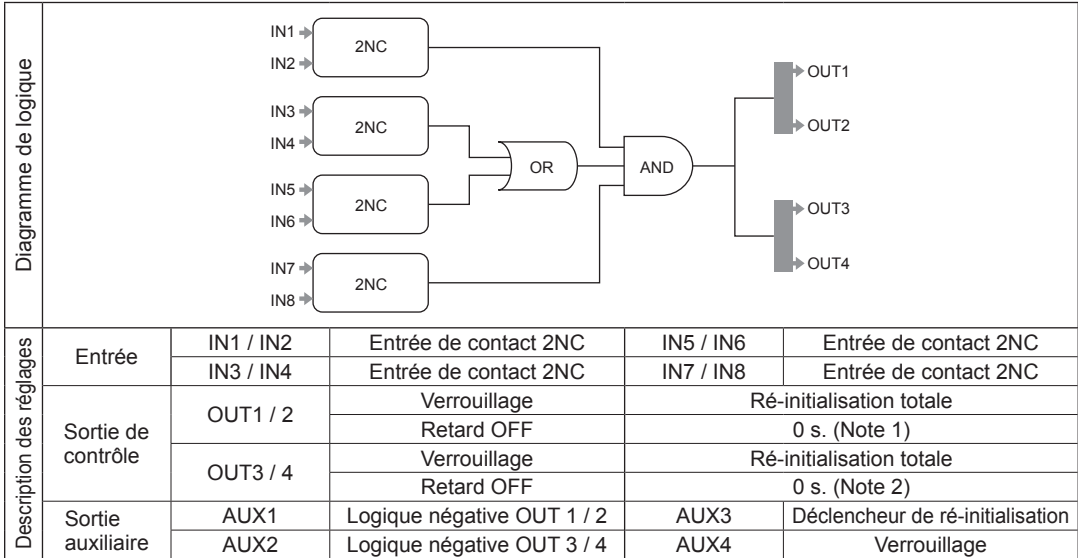 Diagramme de logique
IN1
IN2
2NC
IN3
IN4
2NC
IN5
IN6
2NC
IN7
IN8
2NC
OR
AND
OUT1
OUT2
OUT3
OUT4
Description des réglages
Entrée
IN1 / IN2 Entrée de contact 2NC IN5 / IN6 Entrée de contact 2NC
IN3 / IN4 Entrée de contact 2NC IN7 / IN8 Entrée de contact 2NC
Sortie de
contrôle
OUT1 / 2
Verrouillage Ré-initialisation totale
Retard OFF 0 s. (Note 1)
OUT3 / 4
Verrouillage Ré-initialisation totale
Retard OFF 0 s. (Note 2)
Sortie
auxiliaire
AUX1 Logique négative OUT 1 / 2 AUX3 Déclencheur de ré-initialisation
AUX2 Logique négative OUT 3 / 4 AUX4 Verrouillage